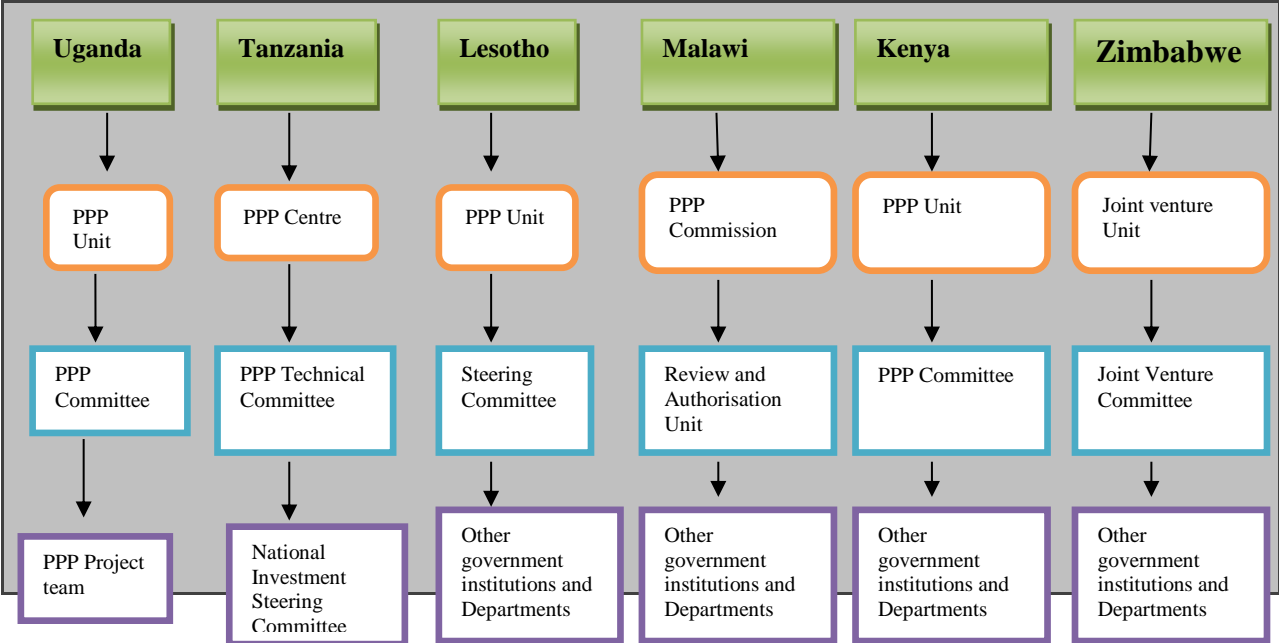 Uganda
Tanzania
Lesotho
Malawi
Kenya
Zimbabwe
PPP
Unit
PPP Centre
PPP Unit
PPP
Commission
PPP Unit
Joint venture
Unit
PPP
Committee
PPP Technical
Committee
Steering
Committee
Review and
Authorisation
Unit
PPP Committee
Joint Venture
Committee
PPP Project
team
National
Investment
Steering
Committee
Other
government
institutions and
Departments
Other
government
institutions and
Departments
Other
government
institutions and
Departments
Other
government
institutions and
Departments